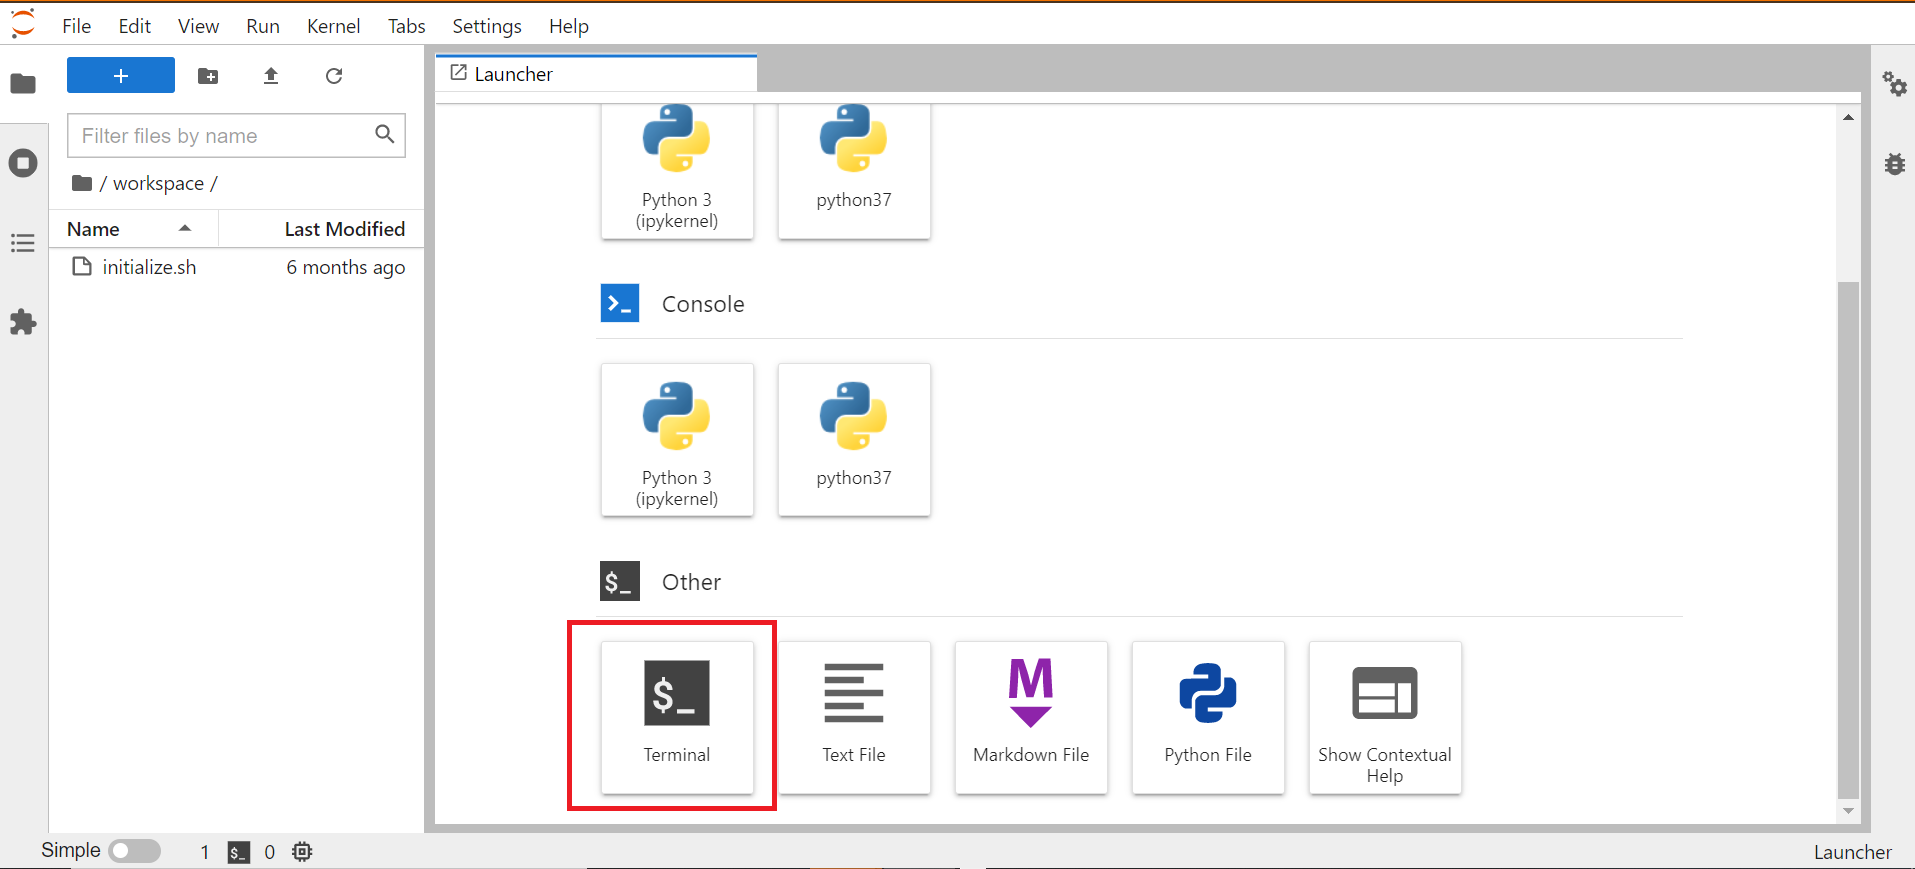 File Edit View Run Kernel Tabs Settings Help
+
Launcher
Filter files by name
/ workspace /
Name Last Modified
initialize.sh 6 months ago
Python 3
(ipykernel)
python37
Console
Python 3
(ipykernel)
python37
$_ Other
$_
Terminal
Text File
M
Markdown File
Python File
Show Contextual
Help
Simple 1 $_ 0 Launcher